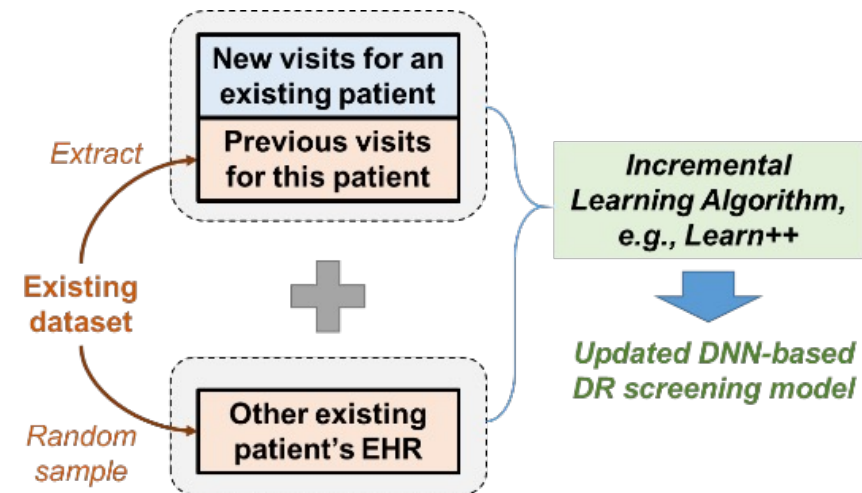 New visits for an
existing patient
Previous visits
for this patient
Extract
Existing
dataset
Random
sample
Other existing
patient's EHR
Incremental
Learning Algorithm,
e.g., Learn++
Updated DNN-based
DR screening model